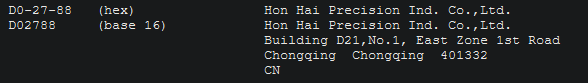 D0-27-88 (hex) Hon Hai Precision Ind. Co.,Ltd.
D02788 (base 16) Hon Hai Precision Ind. Co.,Ltd.
Building D21,No.1, East Zone 1st Road
Chongqing Chongqing 401332
CN